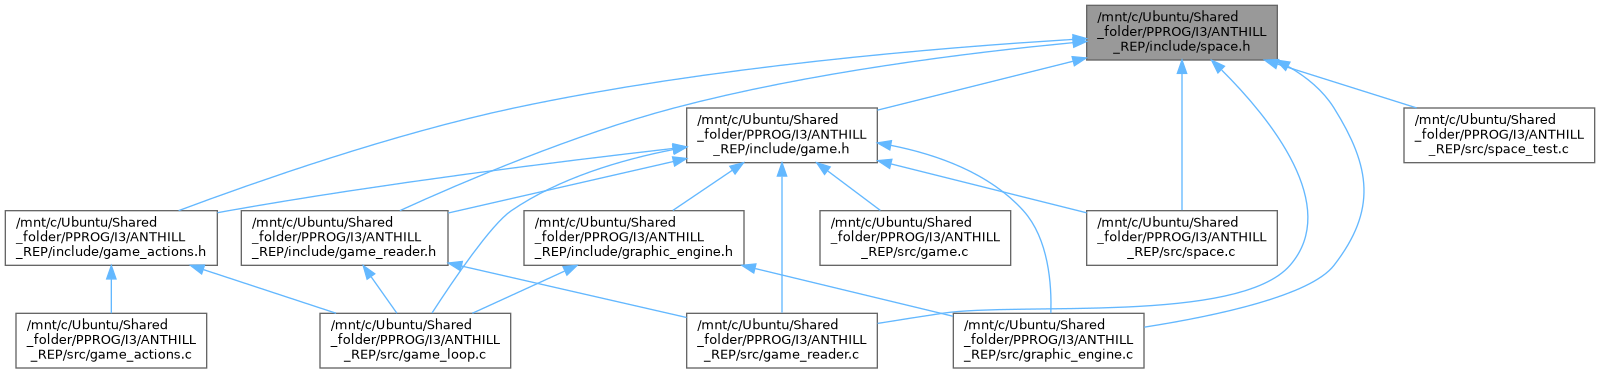 /mnt/c/Ubuntu/Shared
_folder/PPROG/I3/ANTHILL
_REP/include/space.h
/mnt/c/Ubuntu/Shared
_folder/PPROG/I3/ANTHILL
_REP/include/game.h
/mnt/c/Ubuntu/Shared
_folder/PPROG/I3/ANTHILL
_REP/src/space_test.c
/mnt/c/Ubuntu/Shared
_folder/PPROG/I3/ANTHILL
_REP/include/game_actions.h
/mnt/c/Ubuntu/Shared
_folder/PPROG/I3/ANTHILL
_REP/include/game_reader.h
/mnt/c/Ubuntu/Shared
_folder/PPROG/I3/ANTHILL
_REP/include/graphic_engine.h
/mnt/c/Ubuntu/Shared
_folder/PPROG/I3/ANTHILL
_REP/src/game.c
/mnt/c/Ubuntu/Shared
_folder/PPROG/I3/ANTHILL
_REP/src/space.c
/mnt/c/Ubuntu/Shared
_folder/PPROG/I3/ANTHILL
_REP/src/game_actions.c
/mnt/c/Ubuntu/Shared
_folder/PPROG/I3/ANTHILL
_REP/src/game_loop.c
/mnt/c/Ubuntu/Shared
_folder/PPROG/I3/ANTHILL
_REP/src/game_reader.c
/mnt/c/Ubuntu/Shared
_folder/PPROG/I3/ANTHILL
_REP/src/graphic_engine.c